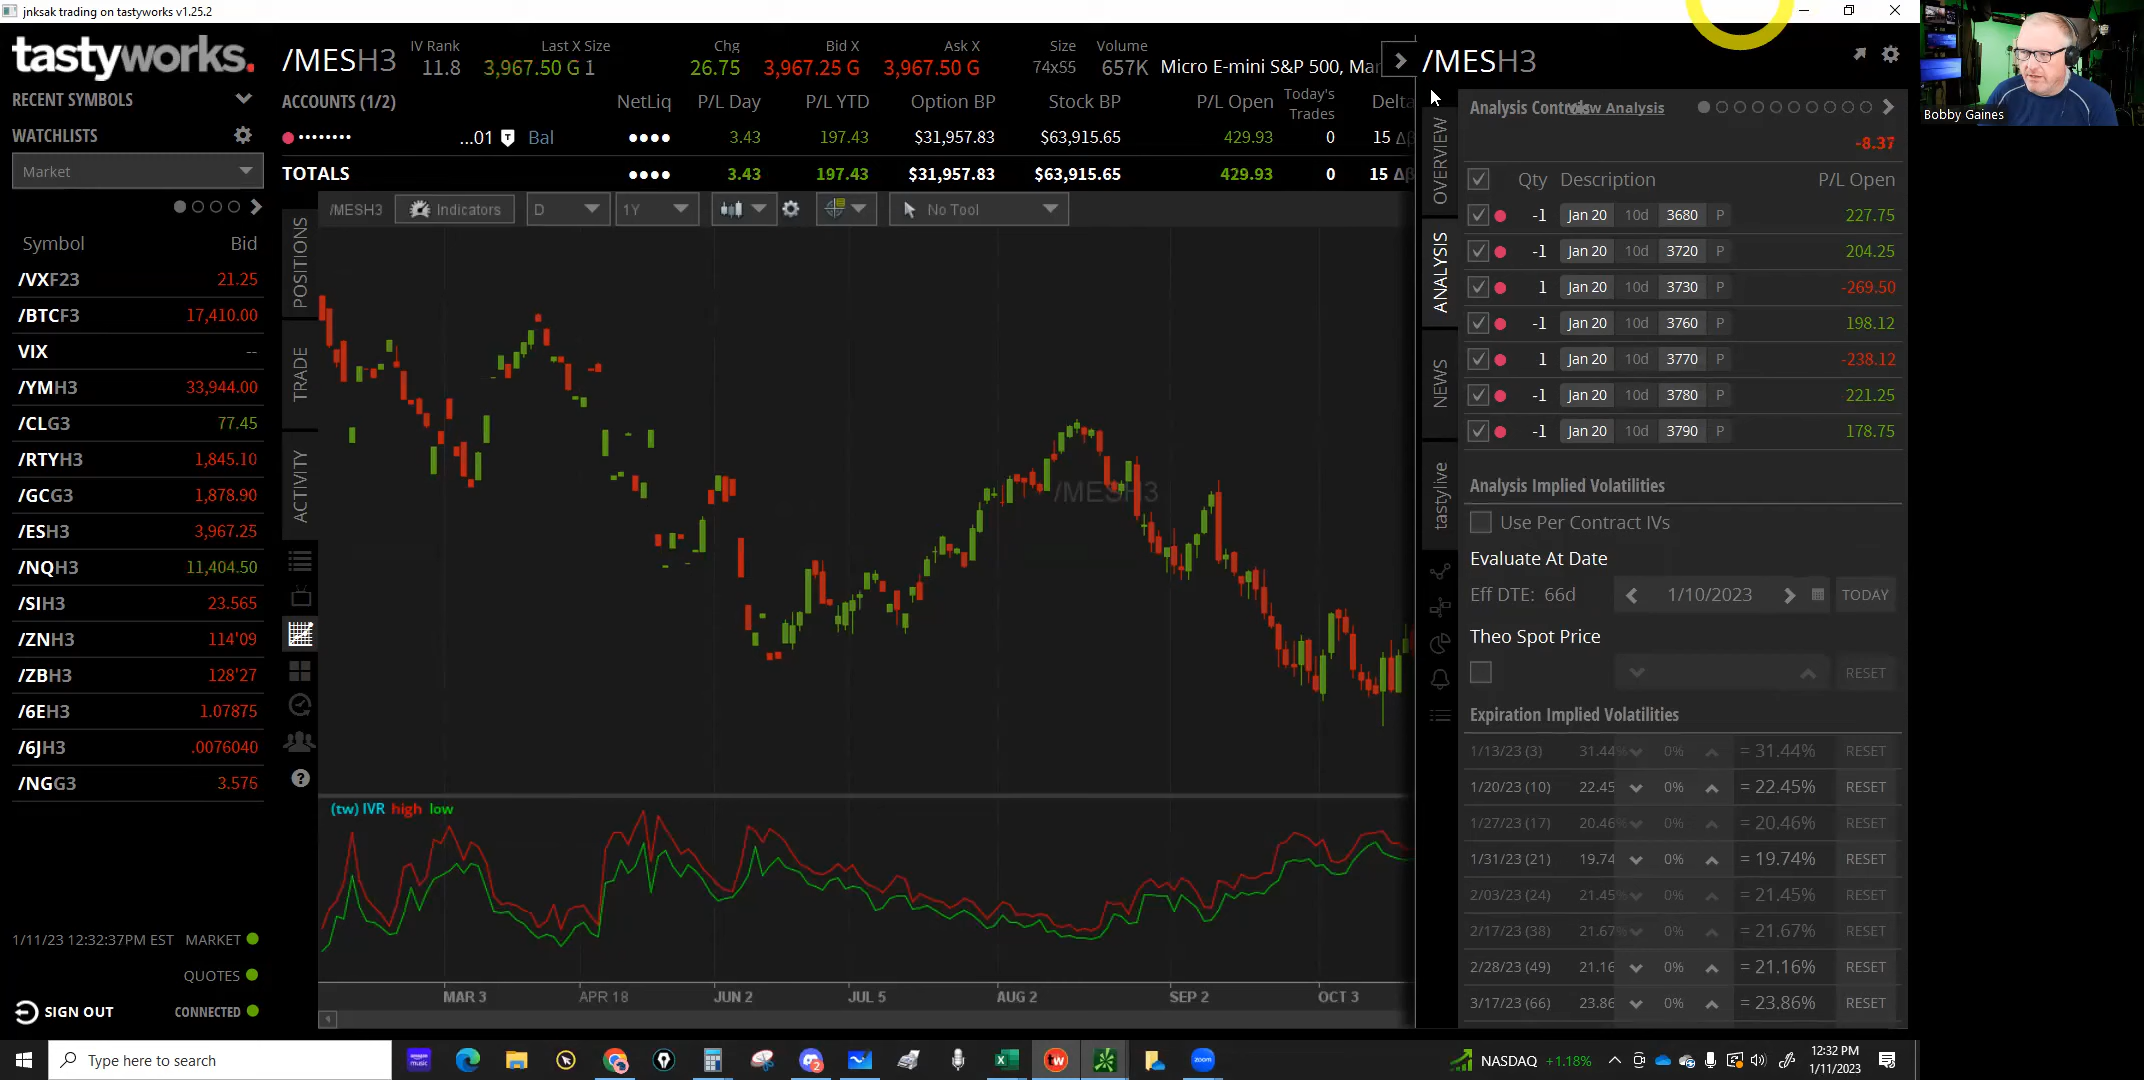 jnksak trading on tastyworks v1.25.2
tastyworks.
RECENT SYMBOLS
WATCHLISTS
Market
Symbol Bid
/VXF23 21.25
/BTCF3 17,410.00
VIX --
/YMH3 33,944.00
/CLG3 77.45
/RTYH3 1,845.10
/GCG3 1,878.90
/ESH3 3,967.25
/NQH3 11,404.50
/SIH3 23.565
/ZNH3 114'09
/ZBH3 128'27
/6EH3 1.07875
/6JH3 .0076040
/NGG3 3.576
1/11/23 12:32:37PM EST MARKET
QUOTES
SIGN OUT CONNECTED
/MESH3 IV Rank Last X Size Chg Bid X Ask X Size Volume
11.8 3,967.50 G 1 26.75 3,967.25 G 3,967.50 G 74x55 657K Micro E-mini S&P 500, Mar
ACCOUNTS (1/2) NetLiq P/L Day P/L YTD Option BP Stock BP P/L Open Today's Trades Delta
•••••••• ...01 T Bal •••• 3.43 197.43 $31,957.83 $63,915.65 429.93 0 15 Δβ
TOTALS •••• 3.43 197.43 $31,957.83 $63,915.65 429.93 0 15 Δβ
/MESH3 Indicators D 1Y No Tool
POSITIONS
TRADE
ACTIVITY
?
/MESH3
(tw) IVR high low
MAR 3 APR 18 JUN 2 JUL 5 AUG 2 SEP 2 OCT 3
/MESH3
OVERVIEW
ANALYSIS
NEWS
tastylive
Analysis Controls View Analysis
-8.37
Qty Description P/L Open
-1 Jan 20 10d 3680 P 227.75
-1 Jan 20 10d 3720 P 204.25
1 Jan 20 10d 3730 P -269.50
-1 Jan 20 10d 3760 P 198.12
1 Jan 20 10d 3770 P -238.12
-1 Jan 20 10d 3780 P 221.25
-1 Jan 20 10d 3790 P 178.75
Analysis Implied Volatilities
Use Per Contract IVs
Evaluate At Date
Eff DTE: 66d 1/10/2023 TODAY
Theo Spot Price
RESET
Expiration Implied Volatilities
1/13/23 (3) 31.44% 0% = 31.44% RESET
1/20/23 (10) 22.45 0% = 22.45% RESET
1/27/23 (17) 20.46% 0% = 20.46% RESET
1/31/23 (21) 19.74 0% = 19.74% RESET
2/03/23 (24) 21.45% 0% = 21.45% RESET
2/17/23 (38) 21.67% 0% = 21.67% RESET
2/28/23 (49) 21.16 0% = 21.16% RESET
3/17/23 (66) 23.86 0% = 23.86% RESET
Bobby Gaines
Type here to search
amazon music
2
tw
zoom
NASDAQ +1.18%
12:32 PM
1/11/2023